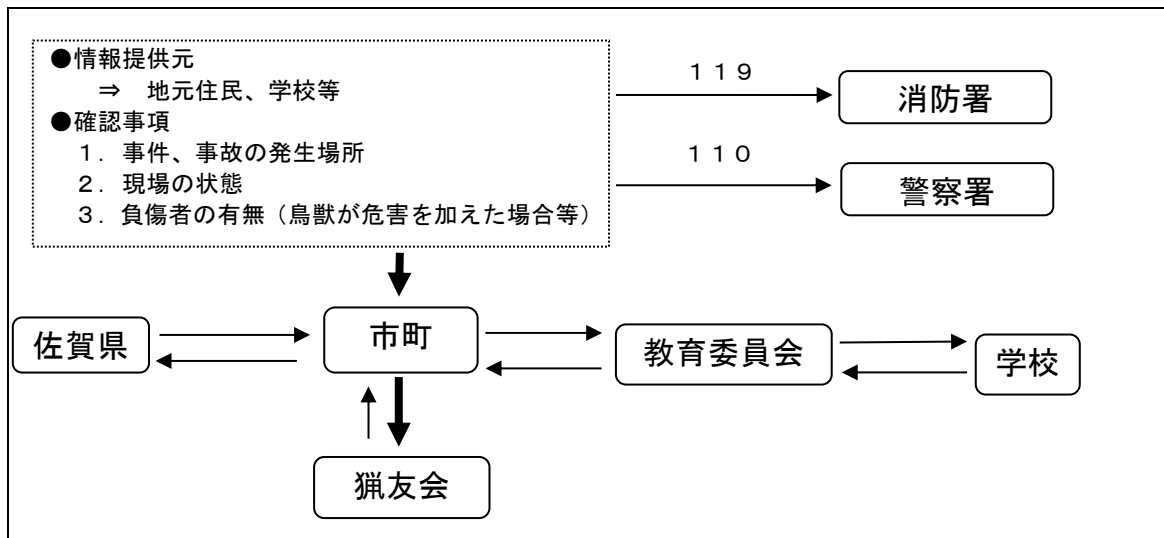 ●情報提供元
⇒　地元住民、学校等
●確認事項
１．事件、事故の発生場所
２．現場の状態
３．負傷者の有無（鳥獣が危害を加えた場合等）
１１９
消防署
１１０
警察署
佐賀県
市町
教育委員会
学校
猟友会